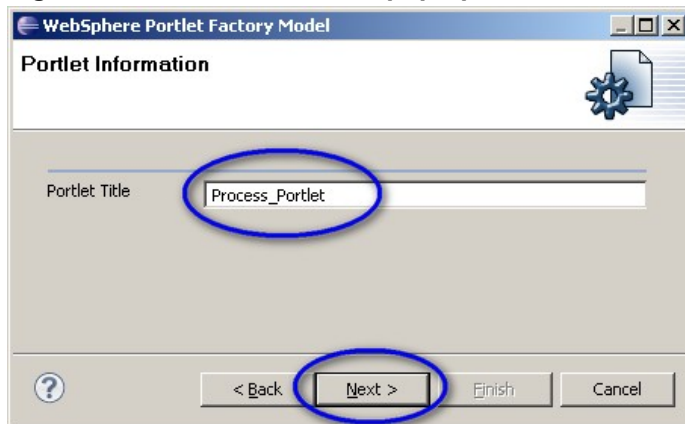 WebSphere Portlet Factory Model
Portlet Information
Portlet Title
Process_Portlet
?
< Back
Next >
Finish
Cancel